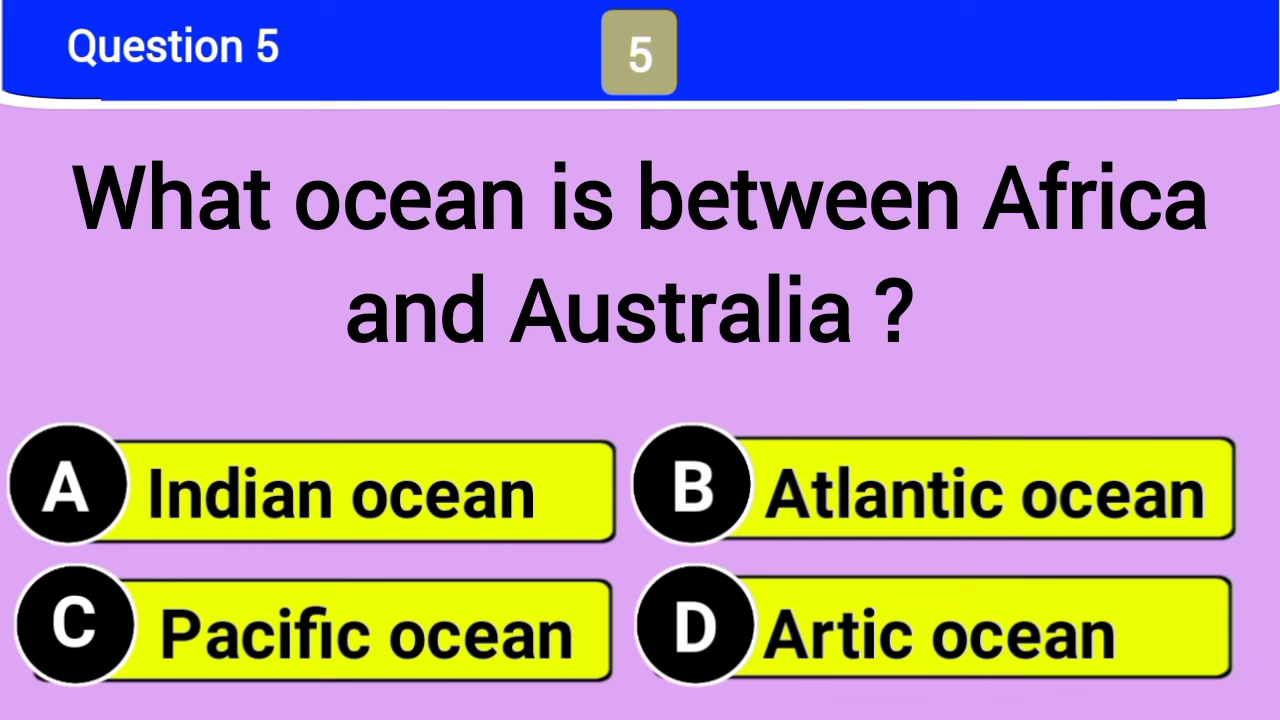 Question 5
5
What ocean is between Africa
and Australia ?
A Indian ocean
B Atlantic ocean
C Pacific ocean
D Artic ocean